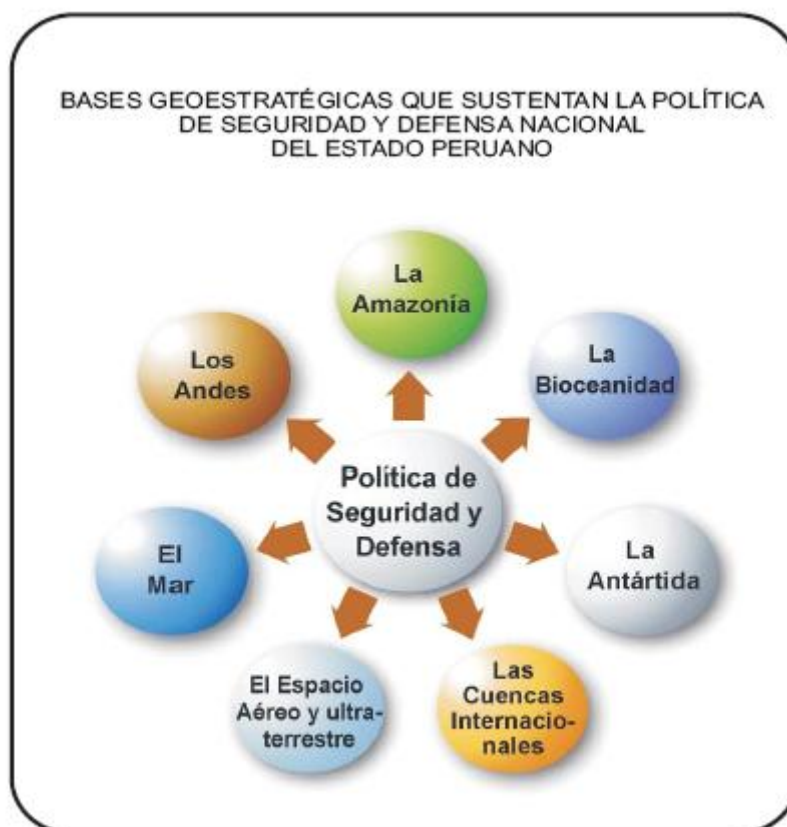 BASES GEOESTRATÉGICAS QUE SUSTENTAN LA POLÍTICA
DE SEGURIDAD Y DEFENSA NACIONAL
DEL ESTADO PERUANO
La
Amazonía
Los
Andes
La
Bioceanidad
Política de
Seguridad y
Defensa
El
Mar
La
Antártida
El Espacio
Aéreo y ultra-
terrestre
Las
Cuencas
Internacio-
nales